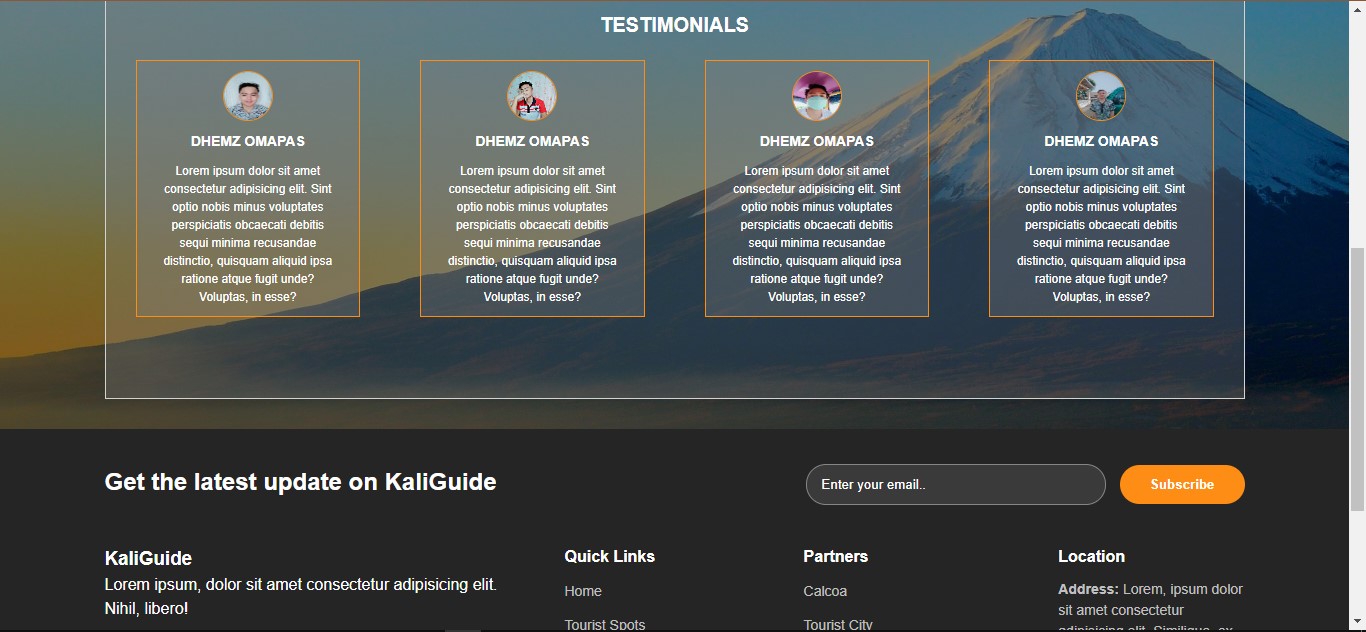 TESTIMONIALS
DHEMZ OMAPAS
Lorem ipsum dolor sit amet
consectetur adipisicing elit. Sint
optio nobis minus voluptates
perspiciatis obcaecati debitis
sequi minima recusandae
distinctio, quisquam aliquid ipsa
ratione atque fugit unde?
Voluptas, in esse?
DHEMZ OMAPAS
Lorem ipsum dolor sit amet
consectetur adipisicing elit. Sint
optio nobis minus voluptates
perspiciatis obcaecati debitis
sequi minima recusandae
distinctio, quisquam aliquid ipsa
ratione atque fugit unde?
Voluptas, in esse?
DHEMZ OMAPAS
Lorem ipsum dolor sit amet
consectetur adipisicing elit. Sint
optio nobis minus voluptates
perspiciatis obcaecati debitis
sequi minima recusandae
distinctio, quisquam aliquid ipsa
ratione atque fugit unde?
Voluptas, in esse?
DHEMZ OMAPAS
Lorem ipsum dolor sit amet
consectetur adipisicing elit. Sint
optio nobis minus voluptates
perspiciatis obcaecati debitis
sequi minima recusandae
distinctio, quisquam aliquid ipsa
ratione atque fugit unde?
Voluptas, in esse?
Get the latest update on KaliGuide
Enter your email..
Subscribe
KaliGuide
Lorem ipsum, dolor sit amet consectetur adipisicing elit.
Nihil, libero!
Quick Links
Home
Tourist Spots
Partners
Calcoa
Tourist City
Location
Address: Lorem, ipsum dolor
sit amet consectetur
adipisicing elit. Similique, ex